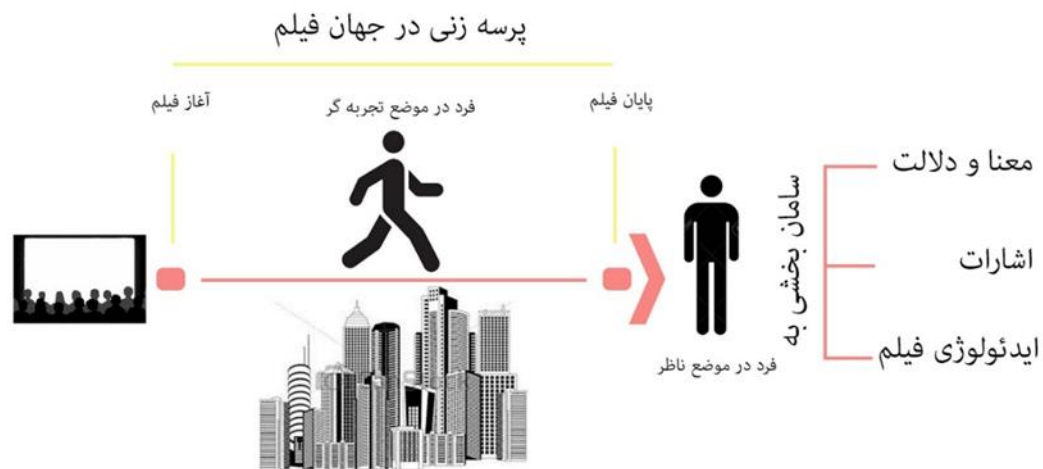 پرسه زنی در جهان فیلم
پایان فیلم
فرد در موضع تجربه گر
آغاز فیلم
معنا و دلالت
سامان بخشی به
اشارات
ایدئولوژی فیلم
فرد در موضع ناظر